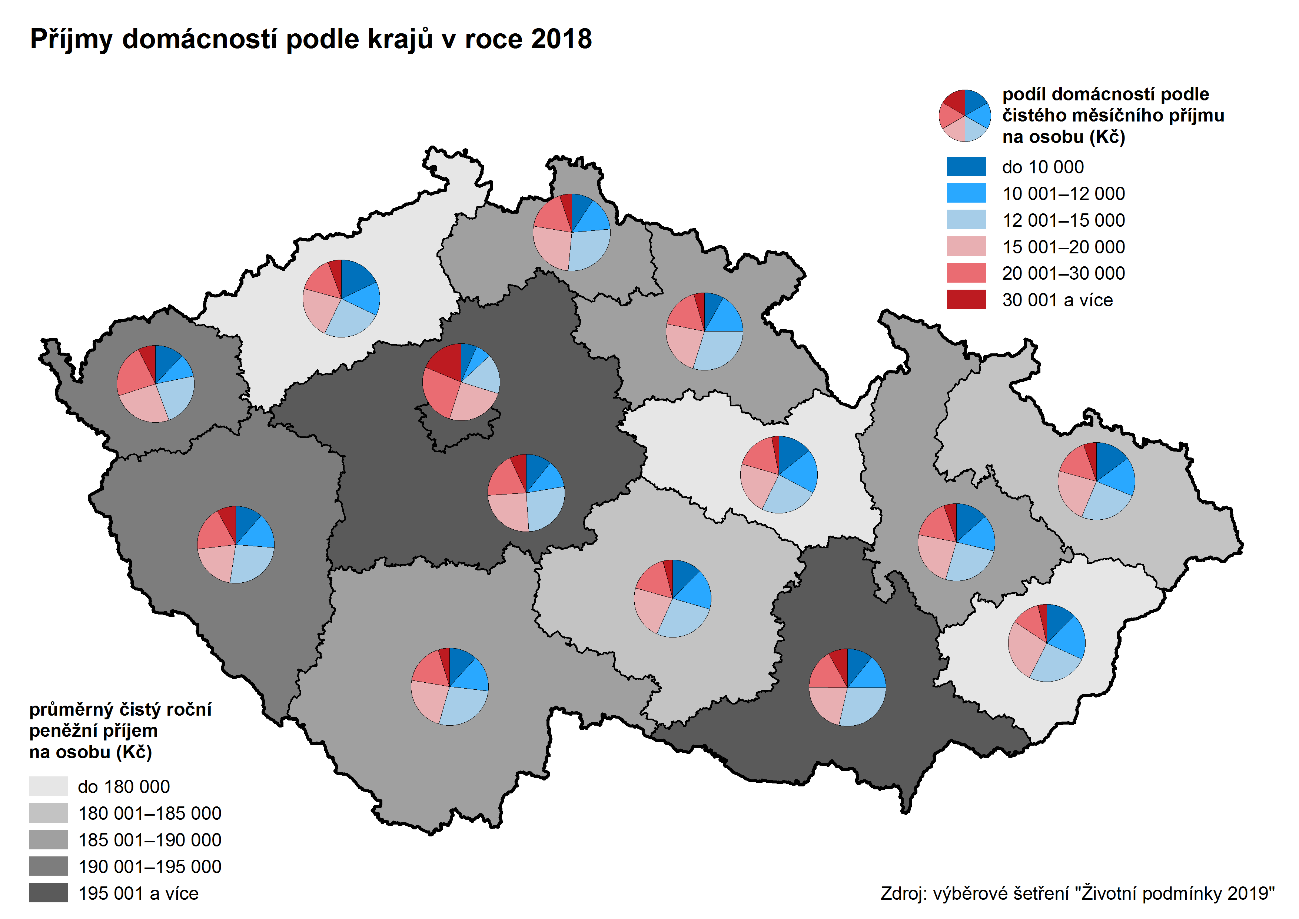 Příjmy domácností podle krajů v roce 2018
podíl domácností podle
čistého měsíčního příjmu
na osobu (Kč)
do 10 000
10 001–12 000
12 001–15 000
15 001–20 000
20 001–30 000
30 001 a více
průměrný čistý roční
peněžní příjem
na osobu (Kč)
do 180 000
180 001–185 000
185 001–190 000
190 001–195 000
195 001 a více
Zdroj: výběrové šetření "Životní podmínky 2019"